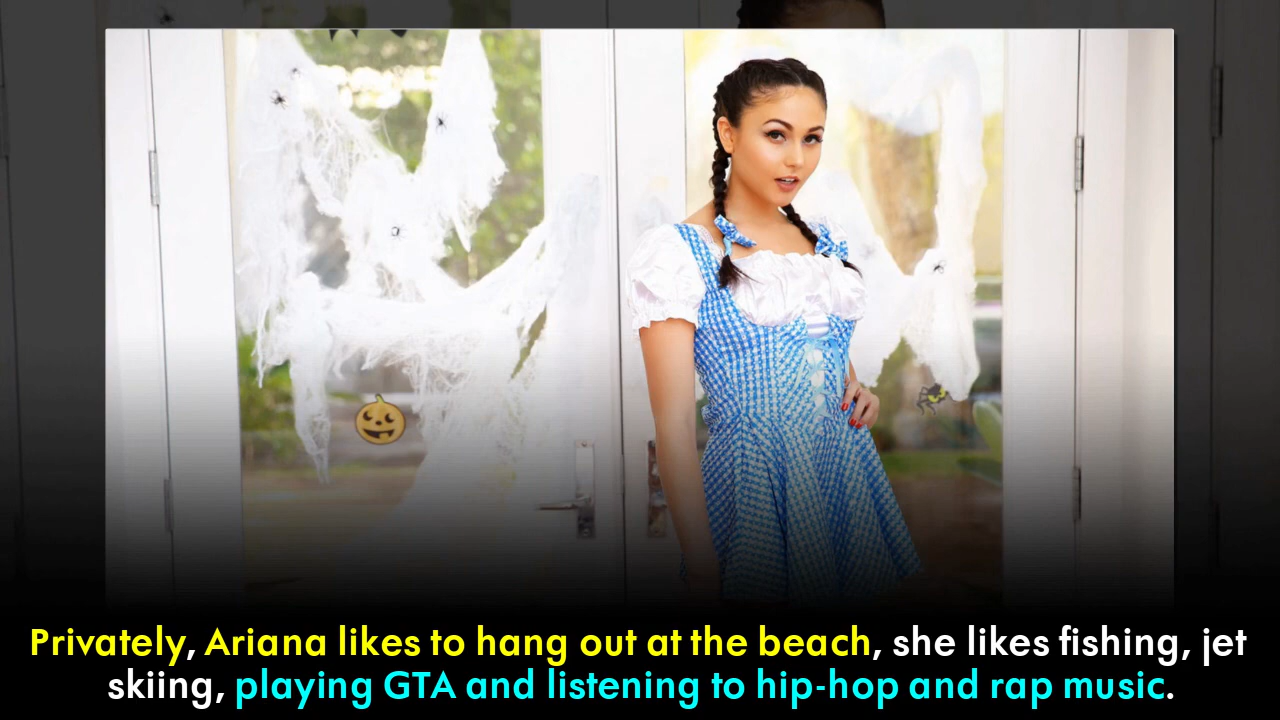 Privately, Ariana likes to hang out at the beach, she likes fishing, jet
skiing, playing GTA and listening to hip-hop and rap music.